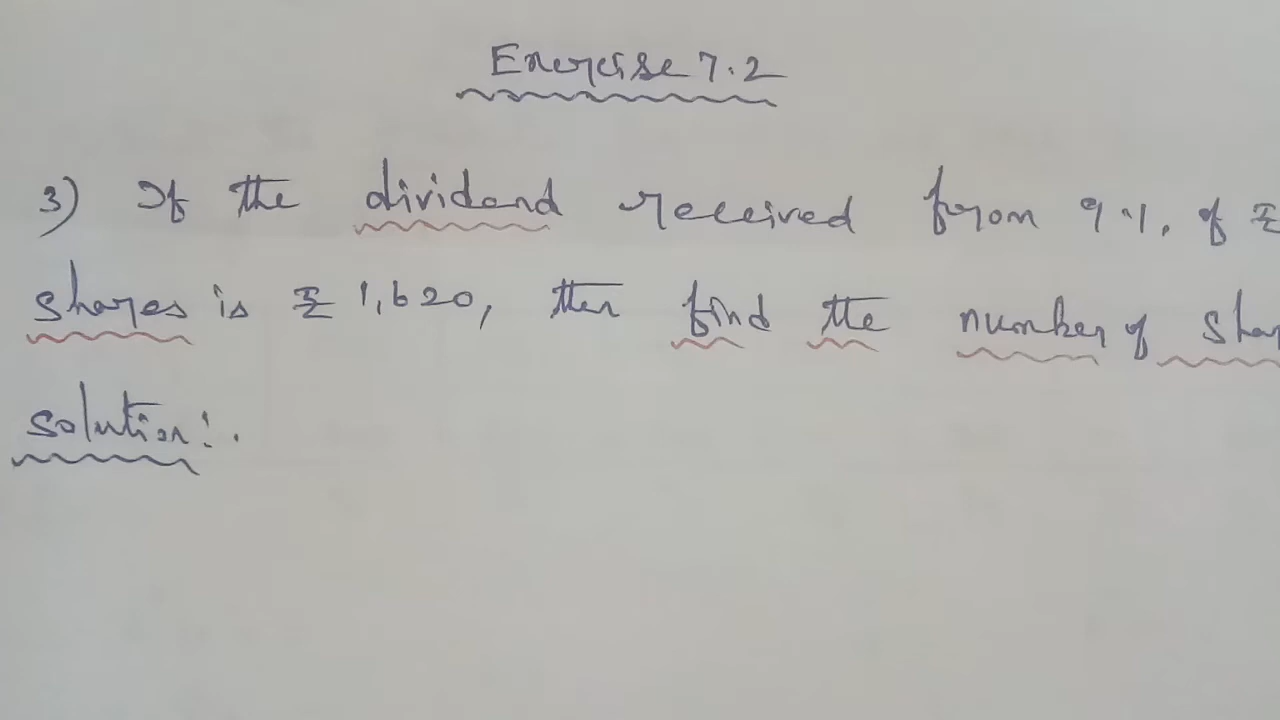 Exercise 7.2
3) If the dividend received from 9%. of ₹
shares is ₹ 1,620, then find the number of sha
solution:.